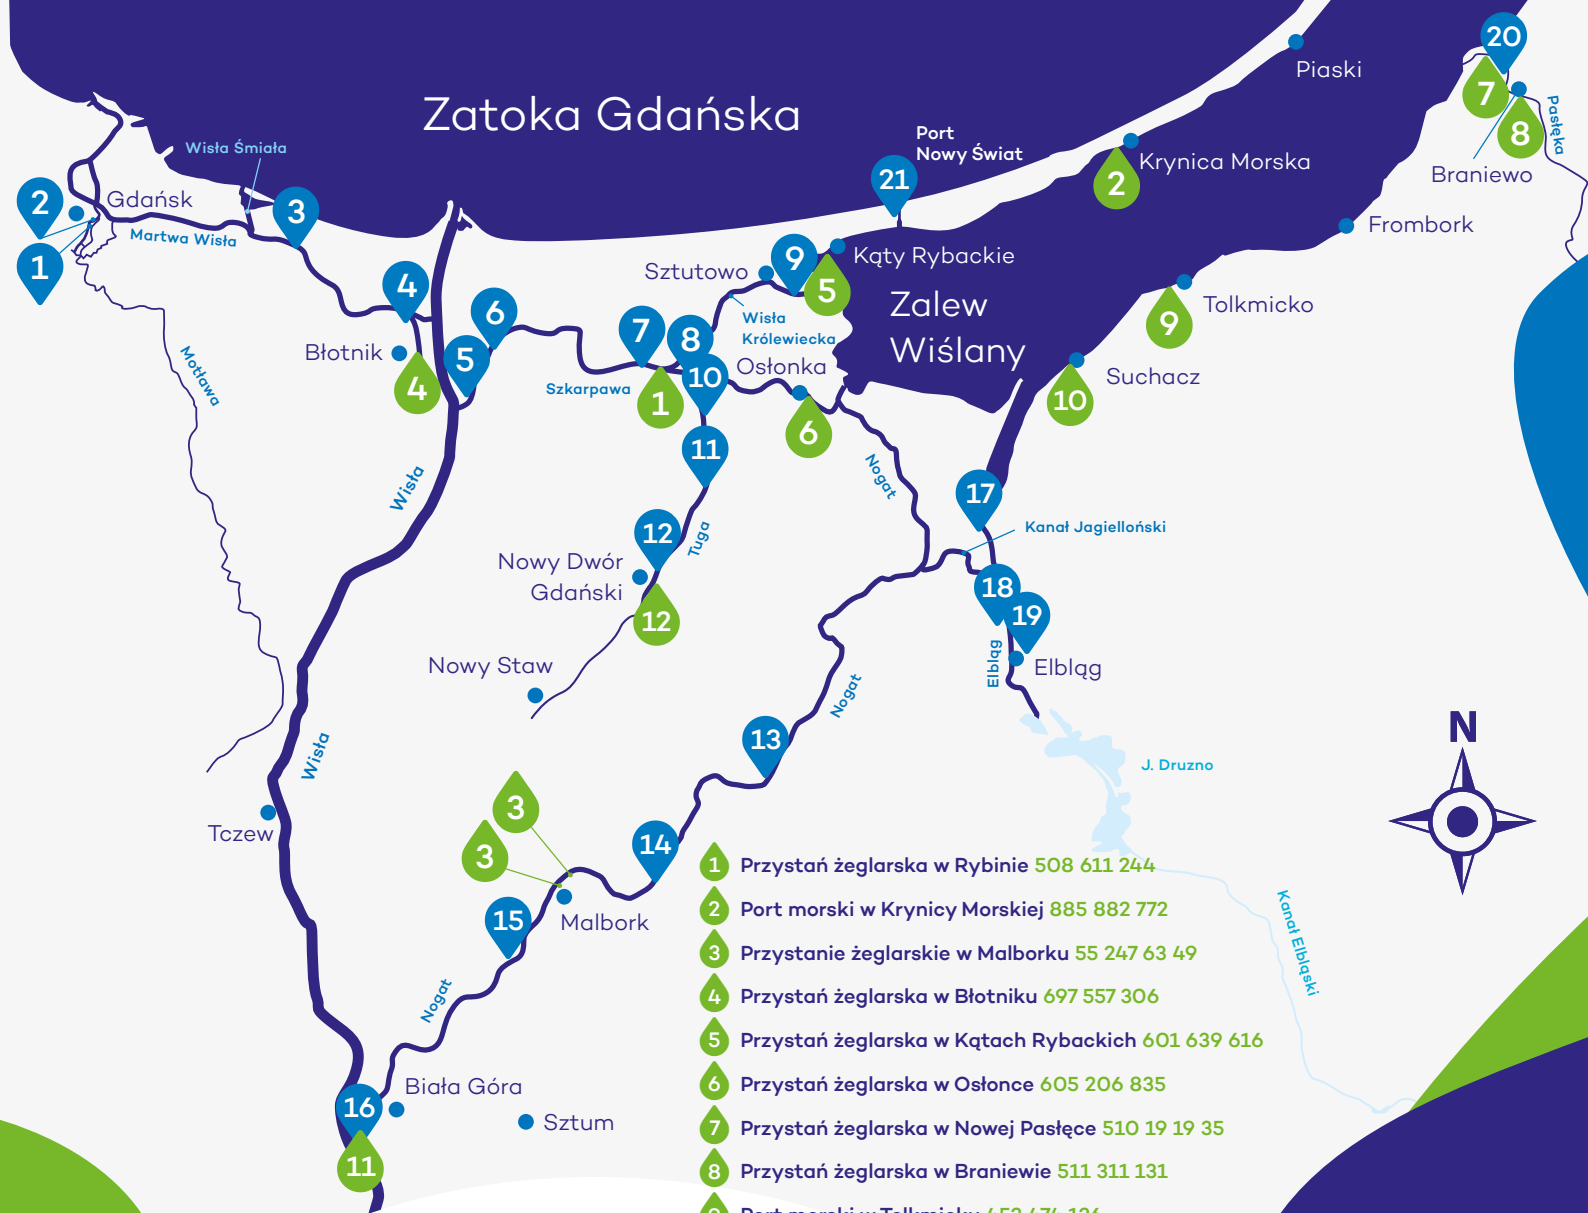 Zatoka Gdańska
Piaski
20
7
8
Pasłęka
Braniewo
Port
Nowy Świat
21
2
Krynica Morska
Frombork
Wisła Śmiała
2
Gdańsk
3
Martwa Wisła
1
Sztutowo
9
5
Kąty Rybackie
Zalew
Wiślany
Tolkmicko
9
Suchacz
10
4
6
5
Błotnik
4
7
8
Wisła
Królewiecka
Osłonka
10
Szkarpawa
1
6
11
Motława
Wisła
Nogat
17
Kanał Jagielloński
12
Tuga
Nowy Dwór
Gdański
12
18
19
Elbląg
Elbląg
Nowy Staw
Nogat
13
J. Druzno
N
Wisła
Tczew
3
3
14
15
Malbork
Kanał Elbląski
Nogat
Biała Góra
16
11
Sztum
1 Przystań żeglarska w Rybinie 508 611 244
2 Port morski w Krynicy Morskiej 885 882 772
3 Przystanie żeglarskie w Malborku 55 247 63 49
4 Przystań żeglarska w Błotniku 697 557 306
5 Przystań żeglarska w Kątach Rybackich 601 639 616
6 Przystań żeglarska w Osłonce 605 206 835
7 Przystań żeglarska w Nowej Pasłęce 510 19 19 35
8 Przystań żeglarska w Braniewie 511 311 131
9 Port morski w Tolkmicku